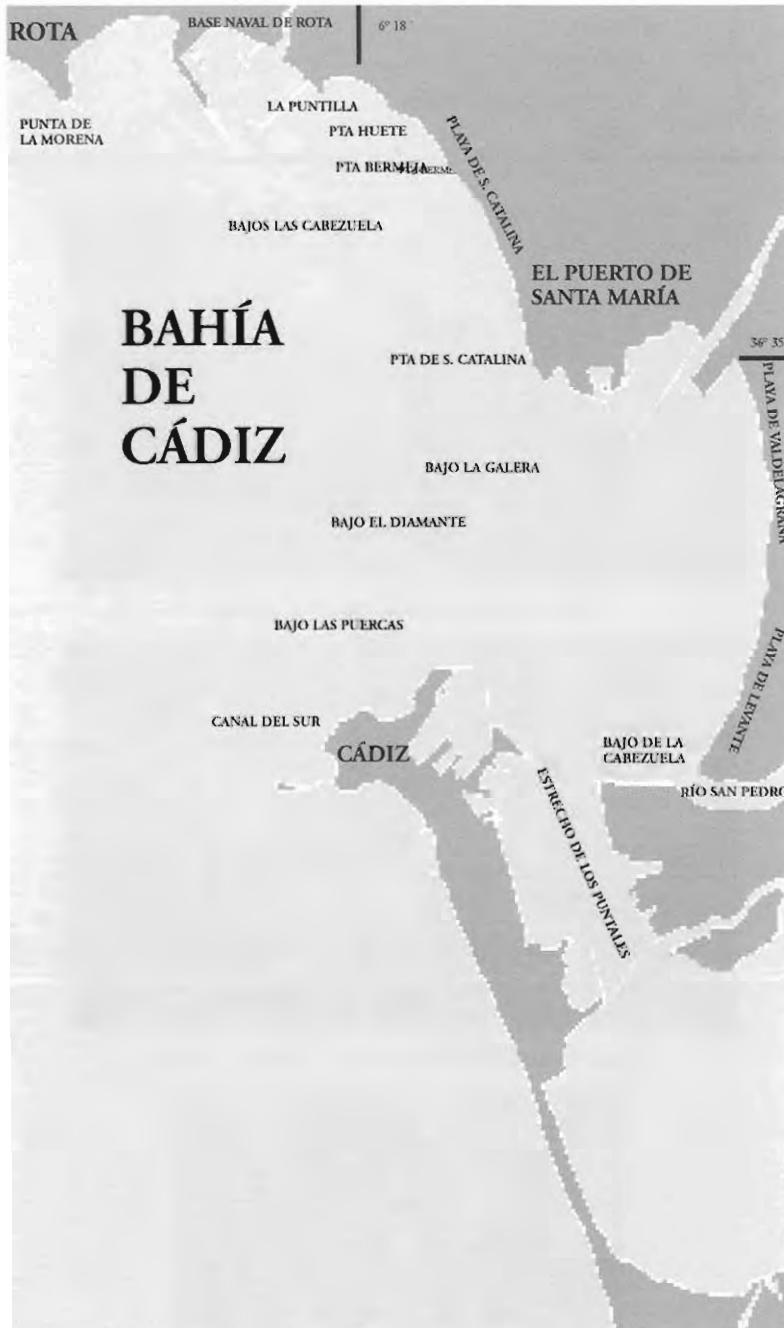 ROTA
BASE NAVAL DE ROTA
6º 18 '
PUNTA DE
LA MORENA
LA PUNTILLA
PTA HUETE
PTA BERMEJA
PLAYA DE S. CATALINA
BAJOS LAS CABEZUELA
EL PUERTO DE
SANTA MARÍA
BAHÍA
DE
CÁDIZ
36º 35
PTA DE S. CATALINA
PLAYA DE VALDELAGRANA
BAJO LA GALERA
BAJO EL DIAMANTE
BAJO LAS PUERCAS
PLAYA DE LEVANTE
CANAL DEL SUR
CÁDIZ
BAJO DE LA
CABEZUELA
RÍO SAN PEDRO
ESTRECHO DE LOS PUNTALES